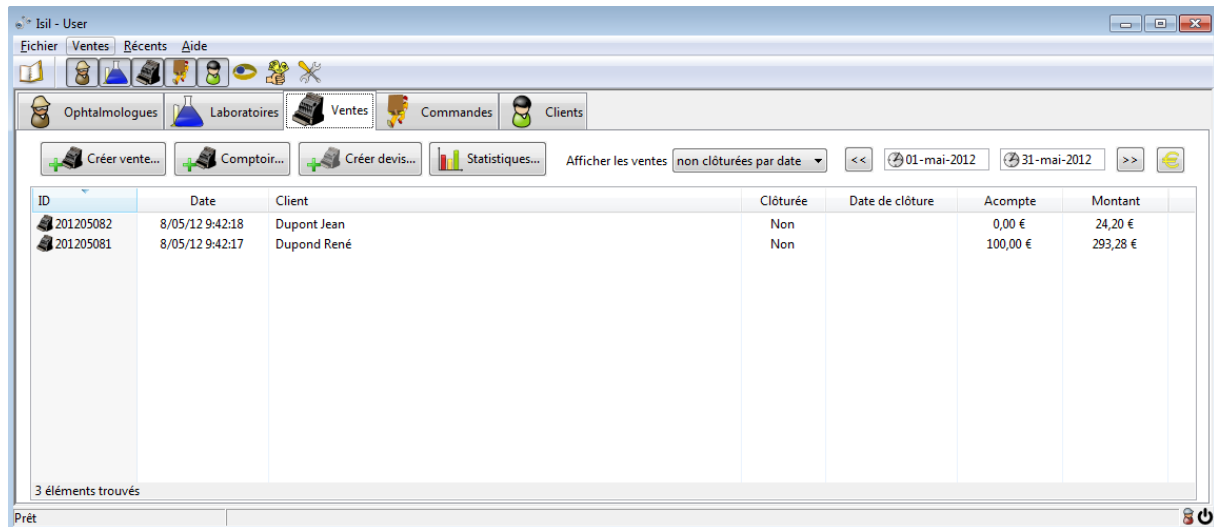 Isil - User
Fichier Ventes Récents Aide
Ophtalmologues Laboratoires Ventes Commandes Clients
Créer vente... Comptoir... Créer devis... Statistiques... Afficher les ventes non clôturées par date << 01-mai-2012 31-mai-2012 >>
ID Date Client Clôturée Date de clôture Acompte Montant
201205082 8/05/12 9:42:18 Dupont Jean Non 0,00 € 24,20 €
201205081 8/05/12 9:42:17 Dupond René Non 100,00 € 293,28 €
3 éléments trouvés
Prêt